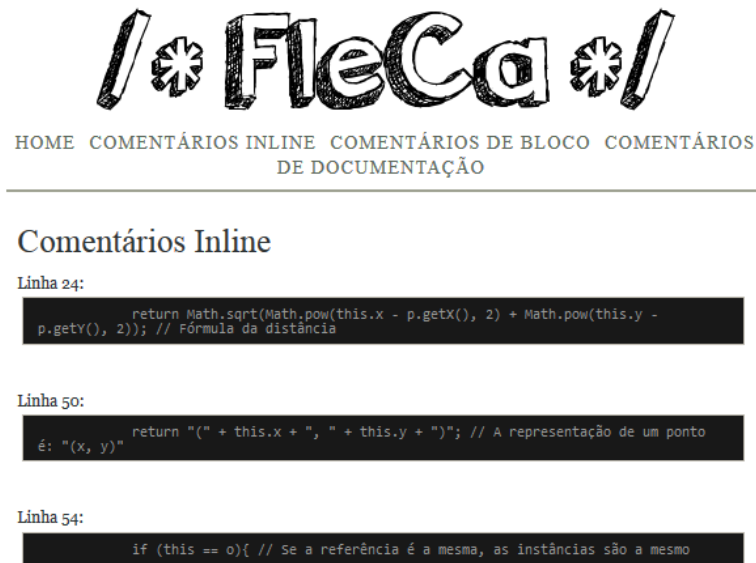 /* FleCa */
HOME COMENTÁRIOS INLINE COMENTÁRIOS DE BLOCO COMENTÁRIOS
DE DOCUMENTAÇÃO
Comentários Inline
Linha 24:
return Math.sqrt(Math.pow(this.x - p.getX(), 2) + Math.pow(this.y -
p.getY(), 2)); // Fórmula da distância
Linha 50:
return "(" + this.x + ", " + this.y + ")"; // A representação de um ponto
é: "(x, y)"
Linha 54:
if (this == o){ // Se a referência é a mesma, as instâncias são a mesmo